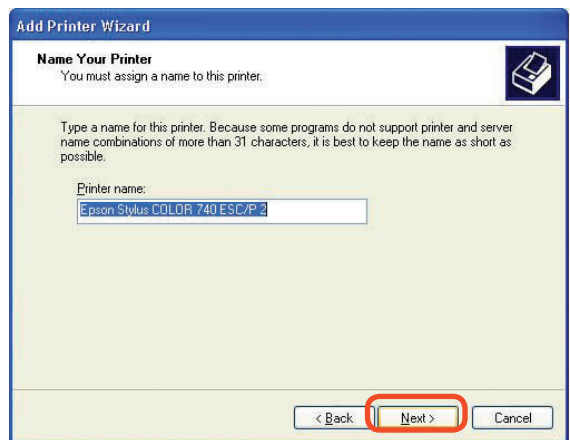 Add Printer Wizard
Name Your Printer
You must assign a name to this printer.
Type a name for this printer. Because some programs do not support printer and server
name combinations of more than 31 characters, it is best to keep the name as short as
possible.
Printer name:
Epson Stylus COLOR 740 ESC/P 2
< Back
Next >
Cancel